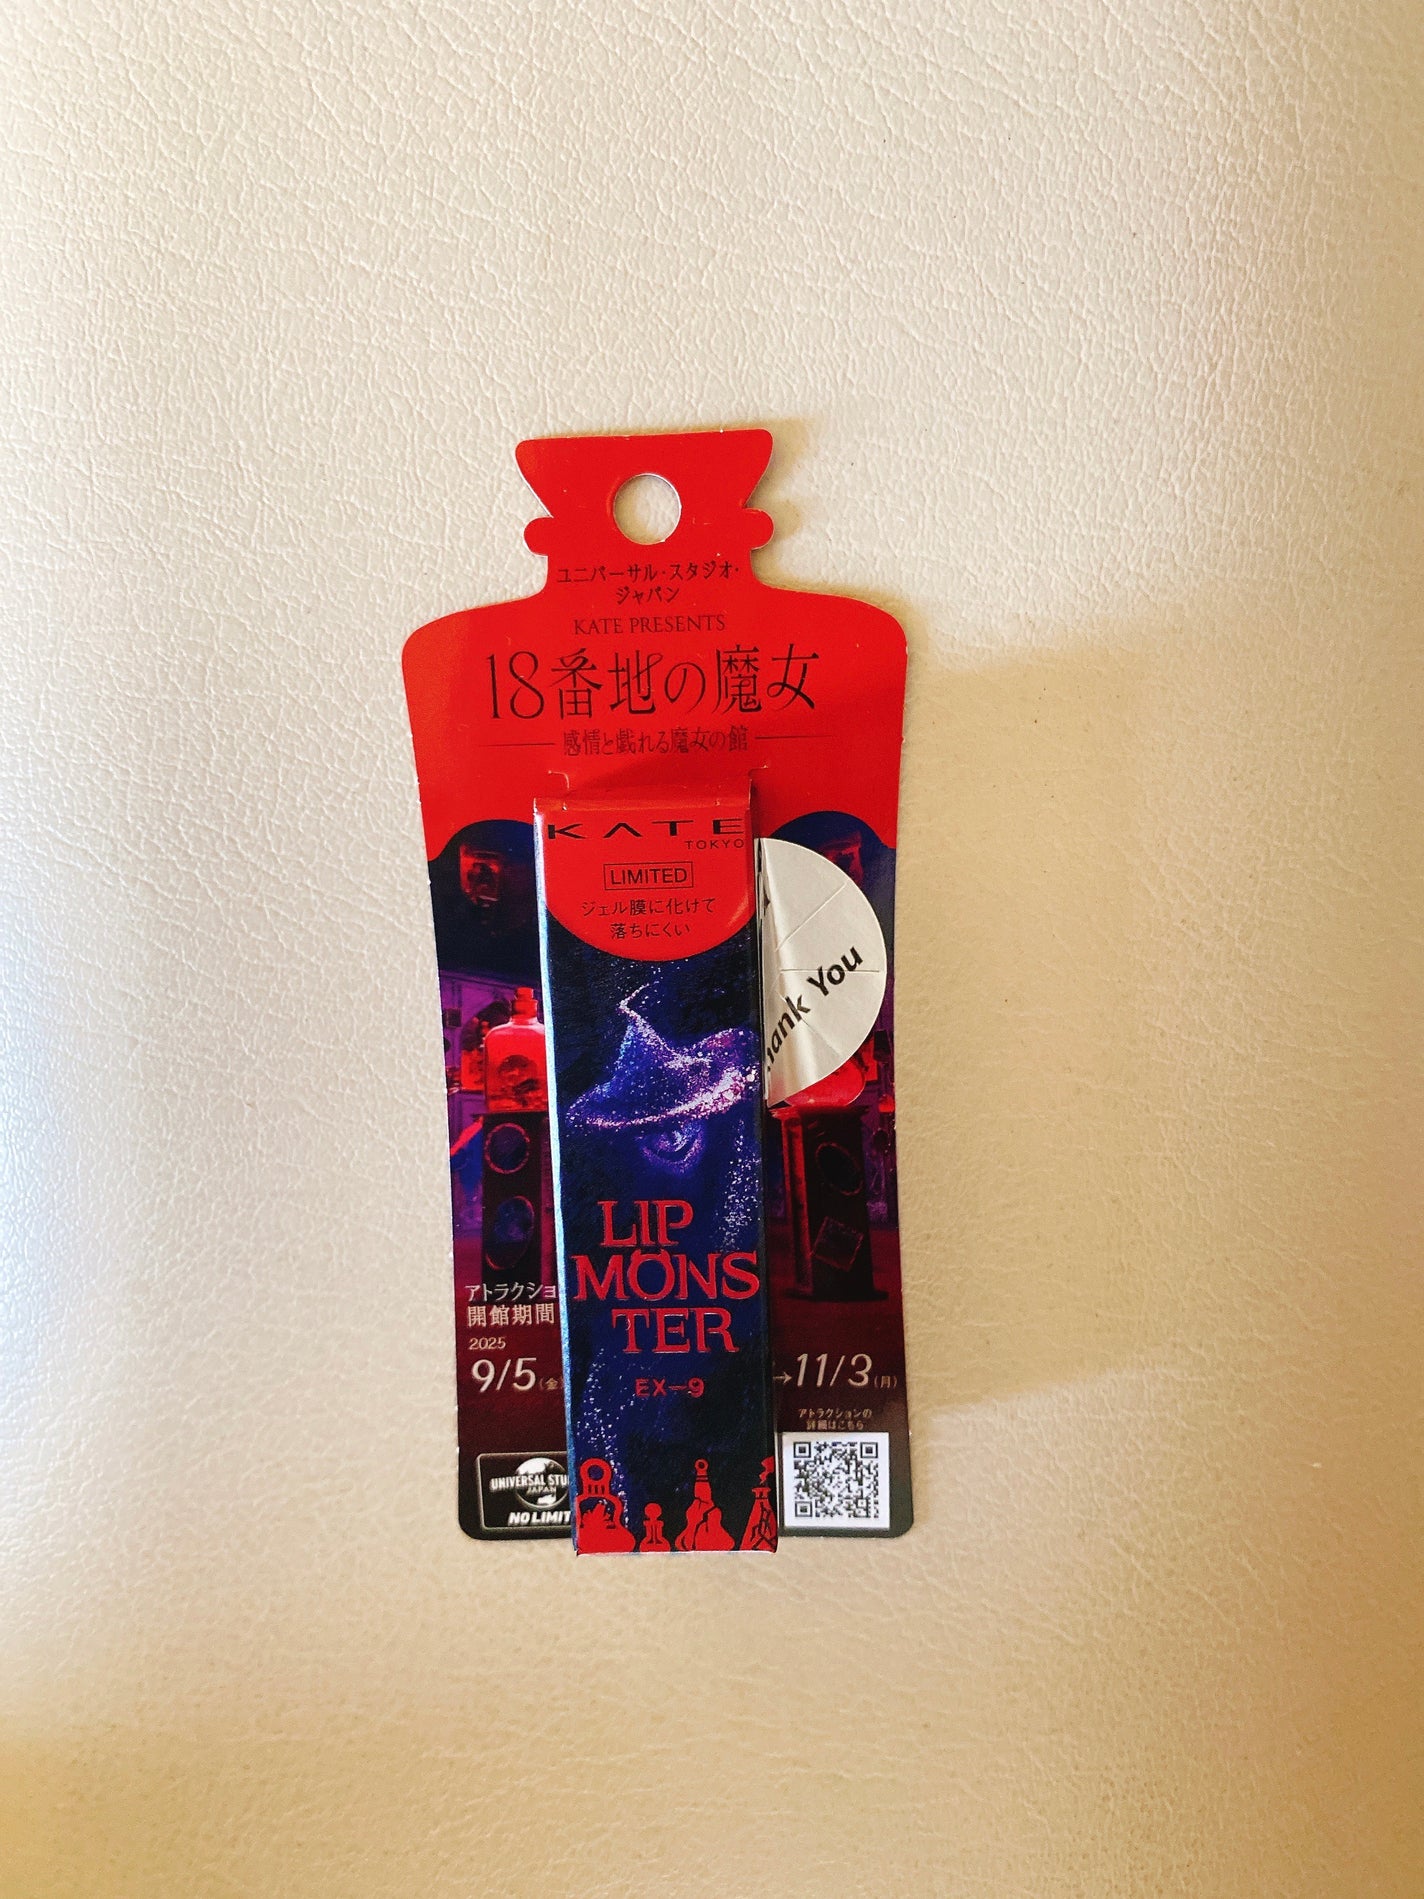 ユニバーサル・スタジオ・
ジャパン
KATE PRESENTS
18番地の魔女
感情と戯れる魔女の館
KATE
TOKYO
LIMITED
ジェル膜に化けて
落ちにくい
hank You
LIP
MONS
TER
EX-9
アトラクショ
開館期間
2025
9/5(金
→11/3(月)
アトラクションの
詳細はこちら
UNIVERSAL STU
JAPAN
NO LIMIT